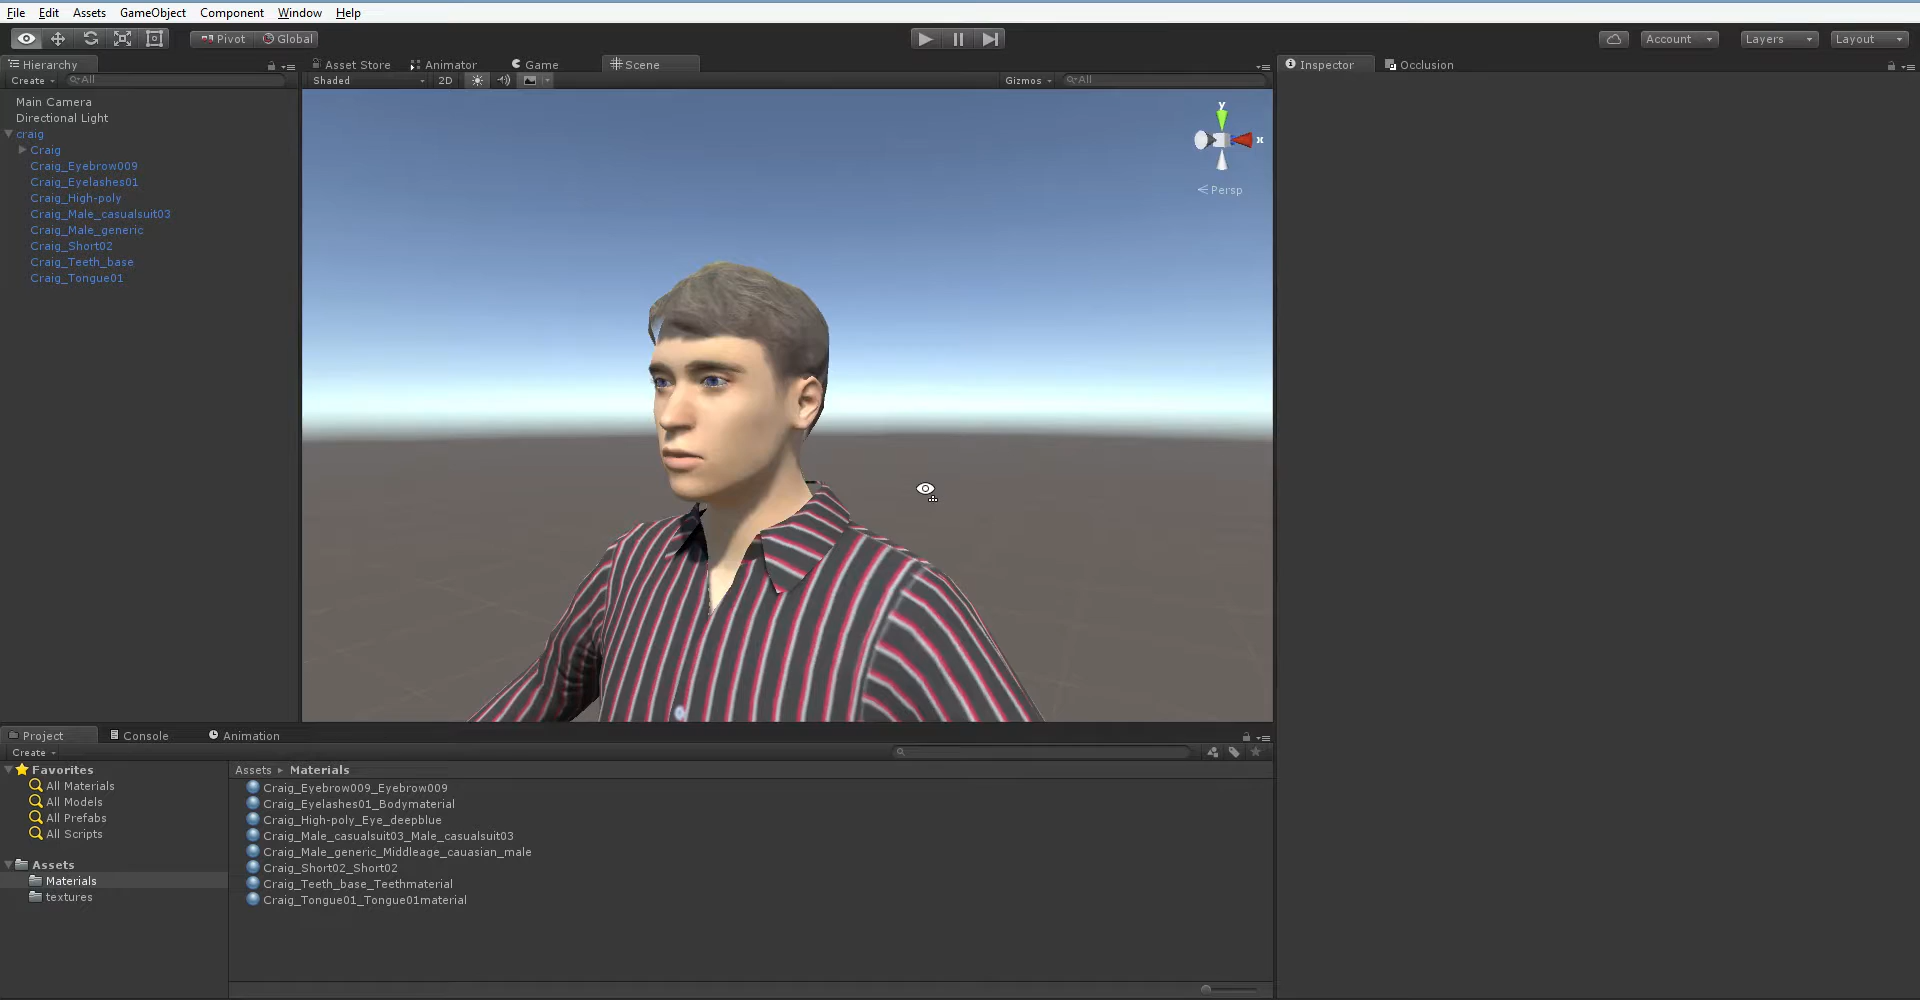 File Edit Assets GameObject Component Window Help
Pivot Global Account Layers Layout
Hierarchy Asset Store Animator Game Scene Inspector Occlusion
Create All Shaded 2D Gizmos All
Main Camera
Directional Light
craig
Craig
Craig_Eyebrow009
Craig_Eyelashes01
Craig_High-poly
Craig_Male_casualsuit03
Craig_Male_generic
Craig_Short02
Craig_Teeth_base
Craig_Tongue01
y
x
Persp
Project Console Animation
Create
Favorites
All Materials
All Models
All Prefabs
All Scripts
Assets
Materials
textures
Assets Materials
Craig_Eyebrow009_Eyebrow009
Craig_Eyelashes01_Bodymaterial
Craig_High-poly_Eye_deepblue
Craig_Male_casualsuit03_Male_casualsuit03
Craig_Male_generic_Middleage_cauasian_male
Craig_Short02_Short02
Craig_Teeth_base_Teethmaterial
Craig_Tongue01_Tongue01material